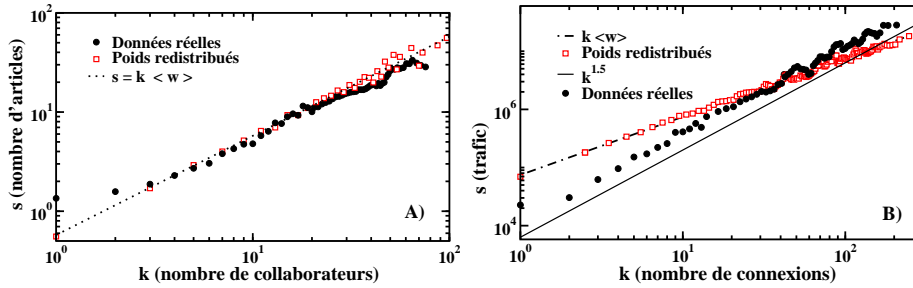 10²
10¹
10⁰
s (nombre d'articles)
Données réelles
Poids redistribués
s = k < w >
A)
10⁰
10¹
10²
k (nombre de collaborateurs)
10⁶
10⁴
s (trafic)
k <w>
Poids redistribués
k^1.5
Données réelles
B)
10⁰
10¹
10²
k (nombre de connexions)